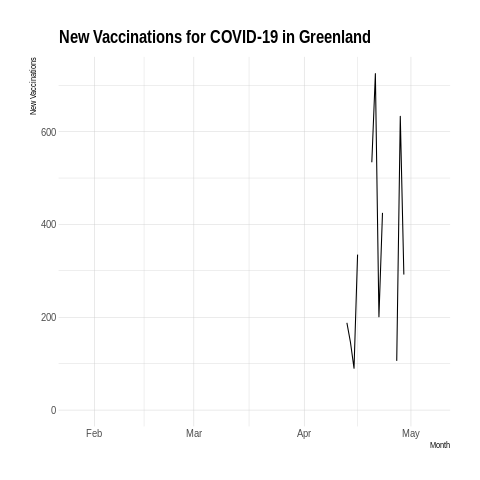 New Vaccinations for COVID-19 in Greenland
New Vaccinations
600
400
200
0
Feb Mar Apr May
Month